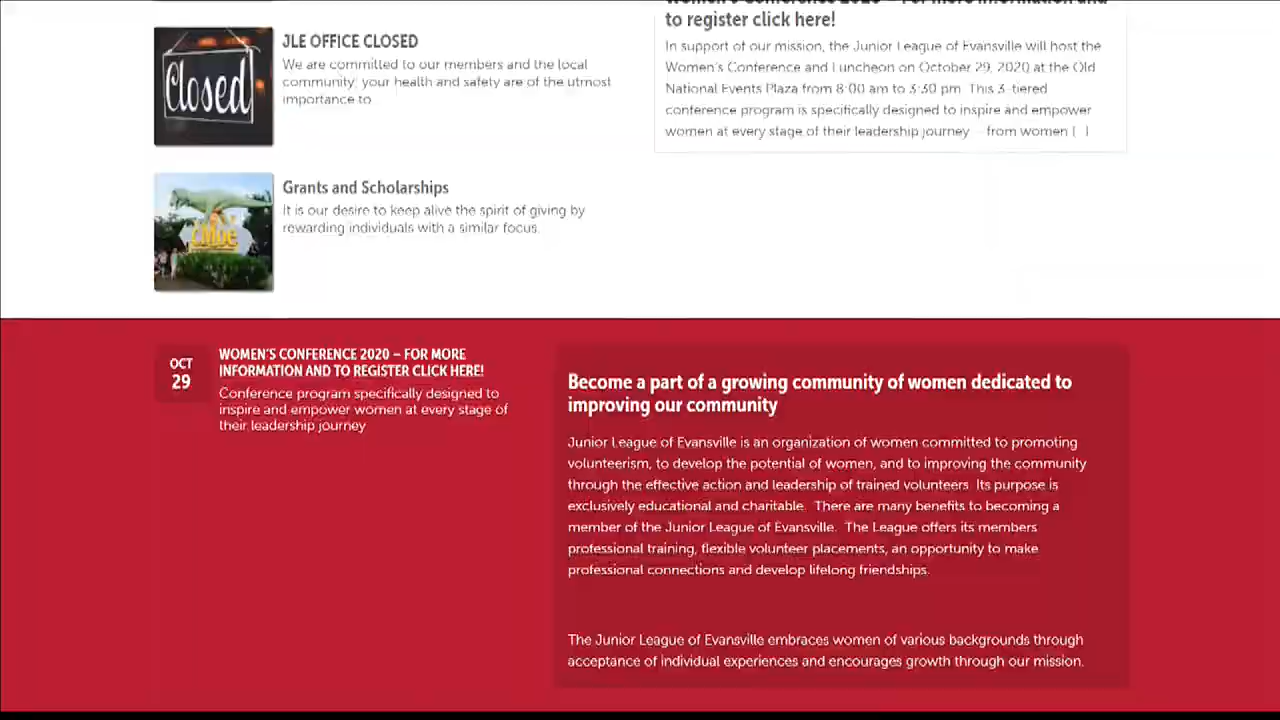 Women's Conference 2020 – For more information and
to register click here!
In support of our mission, the Junior League of Evansville will host the
Women's Conference and Luncheon on October 29, 2020 at the Old
National Events Plaza from 8:00 am to 3:30 pm. This 3-tiered
conference program is specifically designed to inspire and empower
women at every stage of their leadership journey – from women [...]
Closed
JLE OFFICE CLOSED
We are committed to our members and the local
community; your health and safety are of the utmost
importance to
Chloe
Grants and Scholarships
It is our desire to keep alive the spirit of giving by
rewarding individuals with a similar focus.
OCT
29
WOMEN'S CONFERENCE 2020 – FOR MORE
INFORMATION AND TO REGISTER CLICK HERE!
Conference program specifically designed to
inspire and empower women at every stage of
their leadership journey
Become a part of a growing community of women dedicated to
improving our community
Junior League of Evansville is an organization of women committed to promoting
volunteerism, to develop the potential of women, and to improving the community
through the effective action and leadership of trained volunteers. Its purpose is
exclusively educational and charitable. There are many benefits to becoming a
member of the Junior League of Evansville. The League offers its members
professional training, flexible volunteer placements, an opportunity to make
professional connections and develop lifelong friendships.
The Junior League of Evansville embraces women of various backgrounds through
acceptance of individual experiences and encourages growth through our mission.